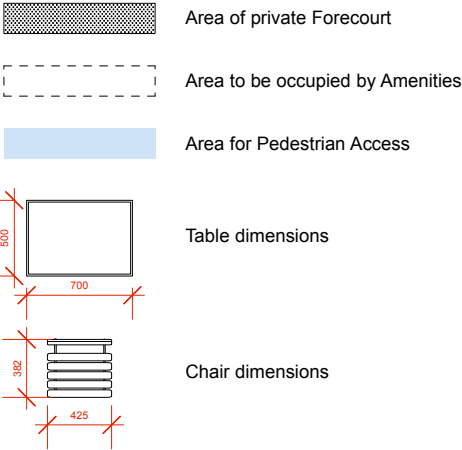 Area of private Forecourt
Area to be occupied by Amenities
Area for Pedestrian Access
500
Table dimensions
700
382
Chair dimensions
425